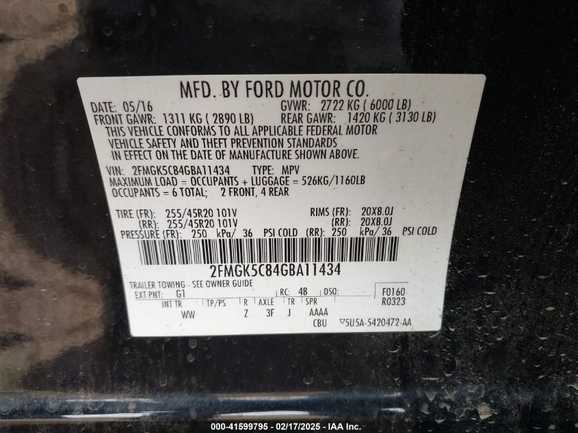 MFD. BY FORD MOTOR CO.
DATE: 05/16 GVWR: 2722 KG ( 6000 LB)
FRONT GAWR: 1311 KG ( 2890 LB) REAR GAWR: 1420 KG ( 3130 LB)
THIS VEHICLE CONFORMS TO ALL APPLICABLE FEDERAL MOTOR
VEHICLE SAFETY AND THEFT PREVENTION STANDARDS
IN EFFECT ON THE DATE OF MANUFACTURE SHOWN ABOVE.
VIN: 2FMGK5C84GBA11434 TYPE: MPV
MAXIMUM LOAD = OCCUPANTS + LUGGAGE = 526KG/1160LB
OCCUPANTS = 6 TOTAL; 2 FRONT, 4 REAR
TIRE (FR): 255/45R20 101V RIMS (FR): 20X8.0J
(RR): 255/45R20 101V (RR): 20X8.0J
PRESSURE (FR): 250 kPa/ 36 PSI COLD (RR): 250 kPa/ 36 PSI COLD
2FMGK5C84GBA11434
TRAILER TOWING - SEE OWNER GUIDE
EXT PNT: G1 RC: 48 DSO: F0160
INT TR TP/PS R AXLE TR SPR R0323
WW Z 3F J AAAA
CBU 5U5A-5420472-AA
000-41599795 - 02/17/2025 - IAA, Inc.